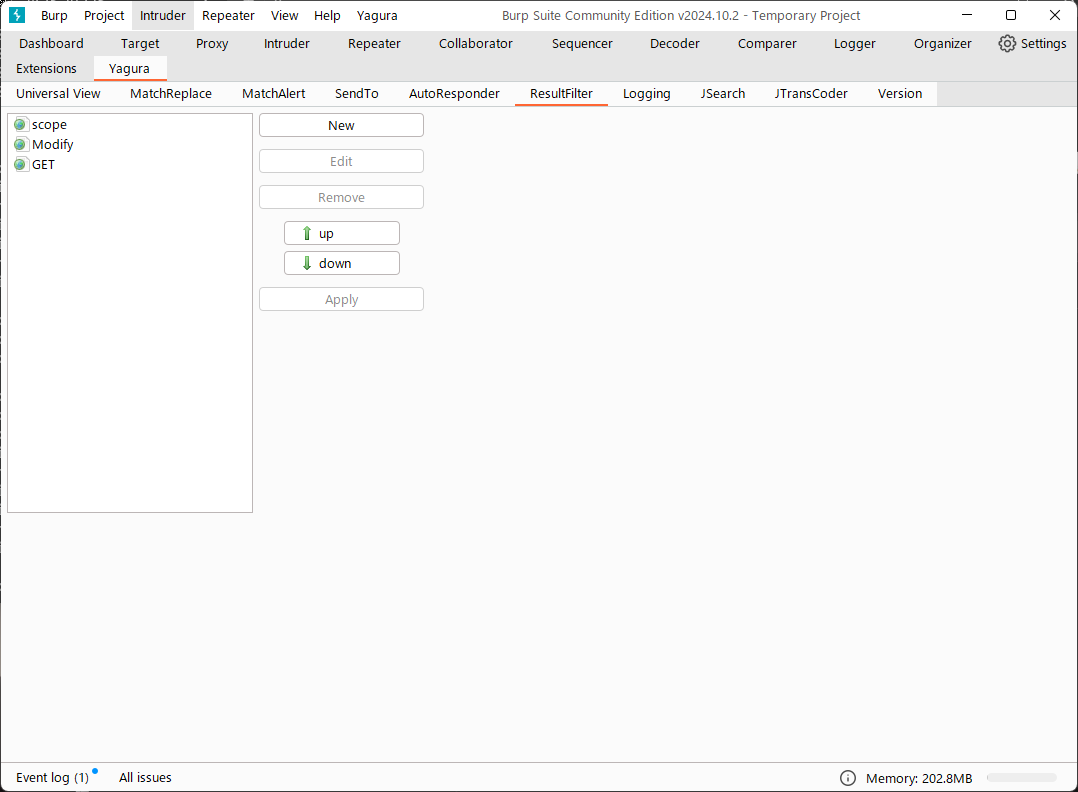 Burp Project Intruder Repeater View Help Yagura Burp Suite Community Edition v2024.10.2 - Temporary Project
Dashboard Target Proxy Intruder Repeater Collaborator Sequencer Decoder Comparer Logger Organizer Settings
Extensions Yagura
Universal View MatchReplace MatchAlert SendTo AutoResponder ResultFilter Logging JSearch JTransCoder Version
scope
Modify
GET
New
Edit
Remove
up
down
Apply
Event log (1) All issues Memory: 202.8MB